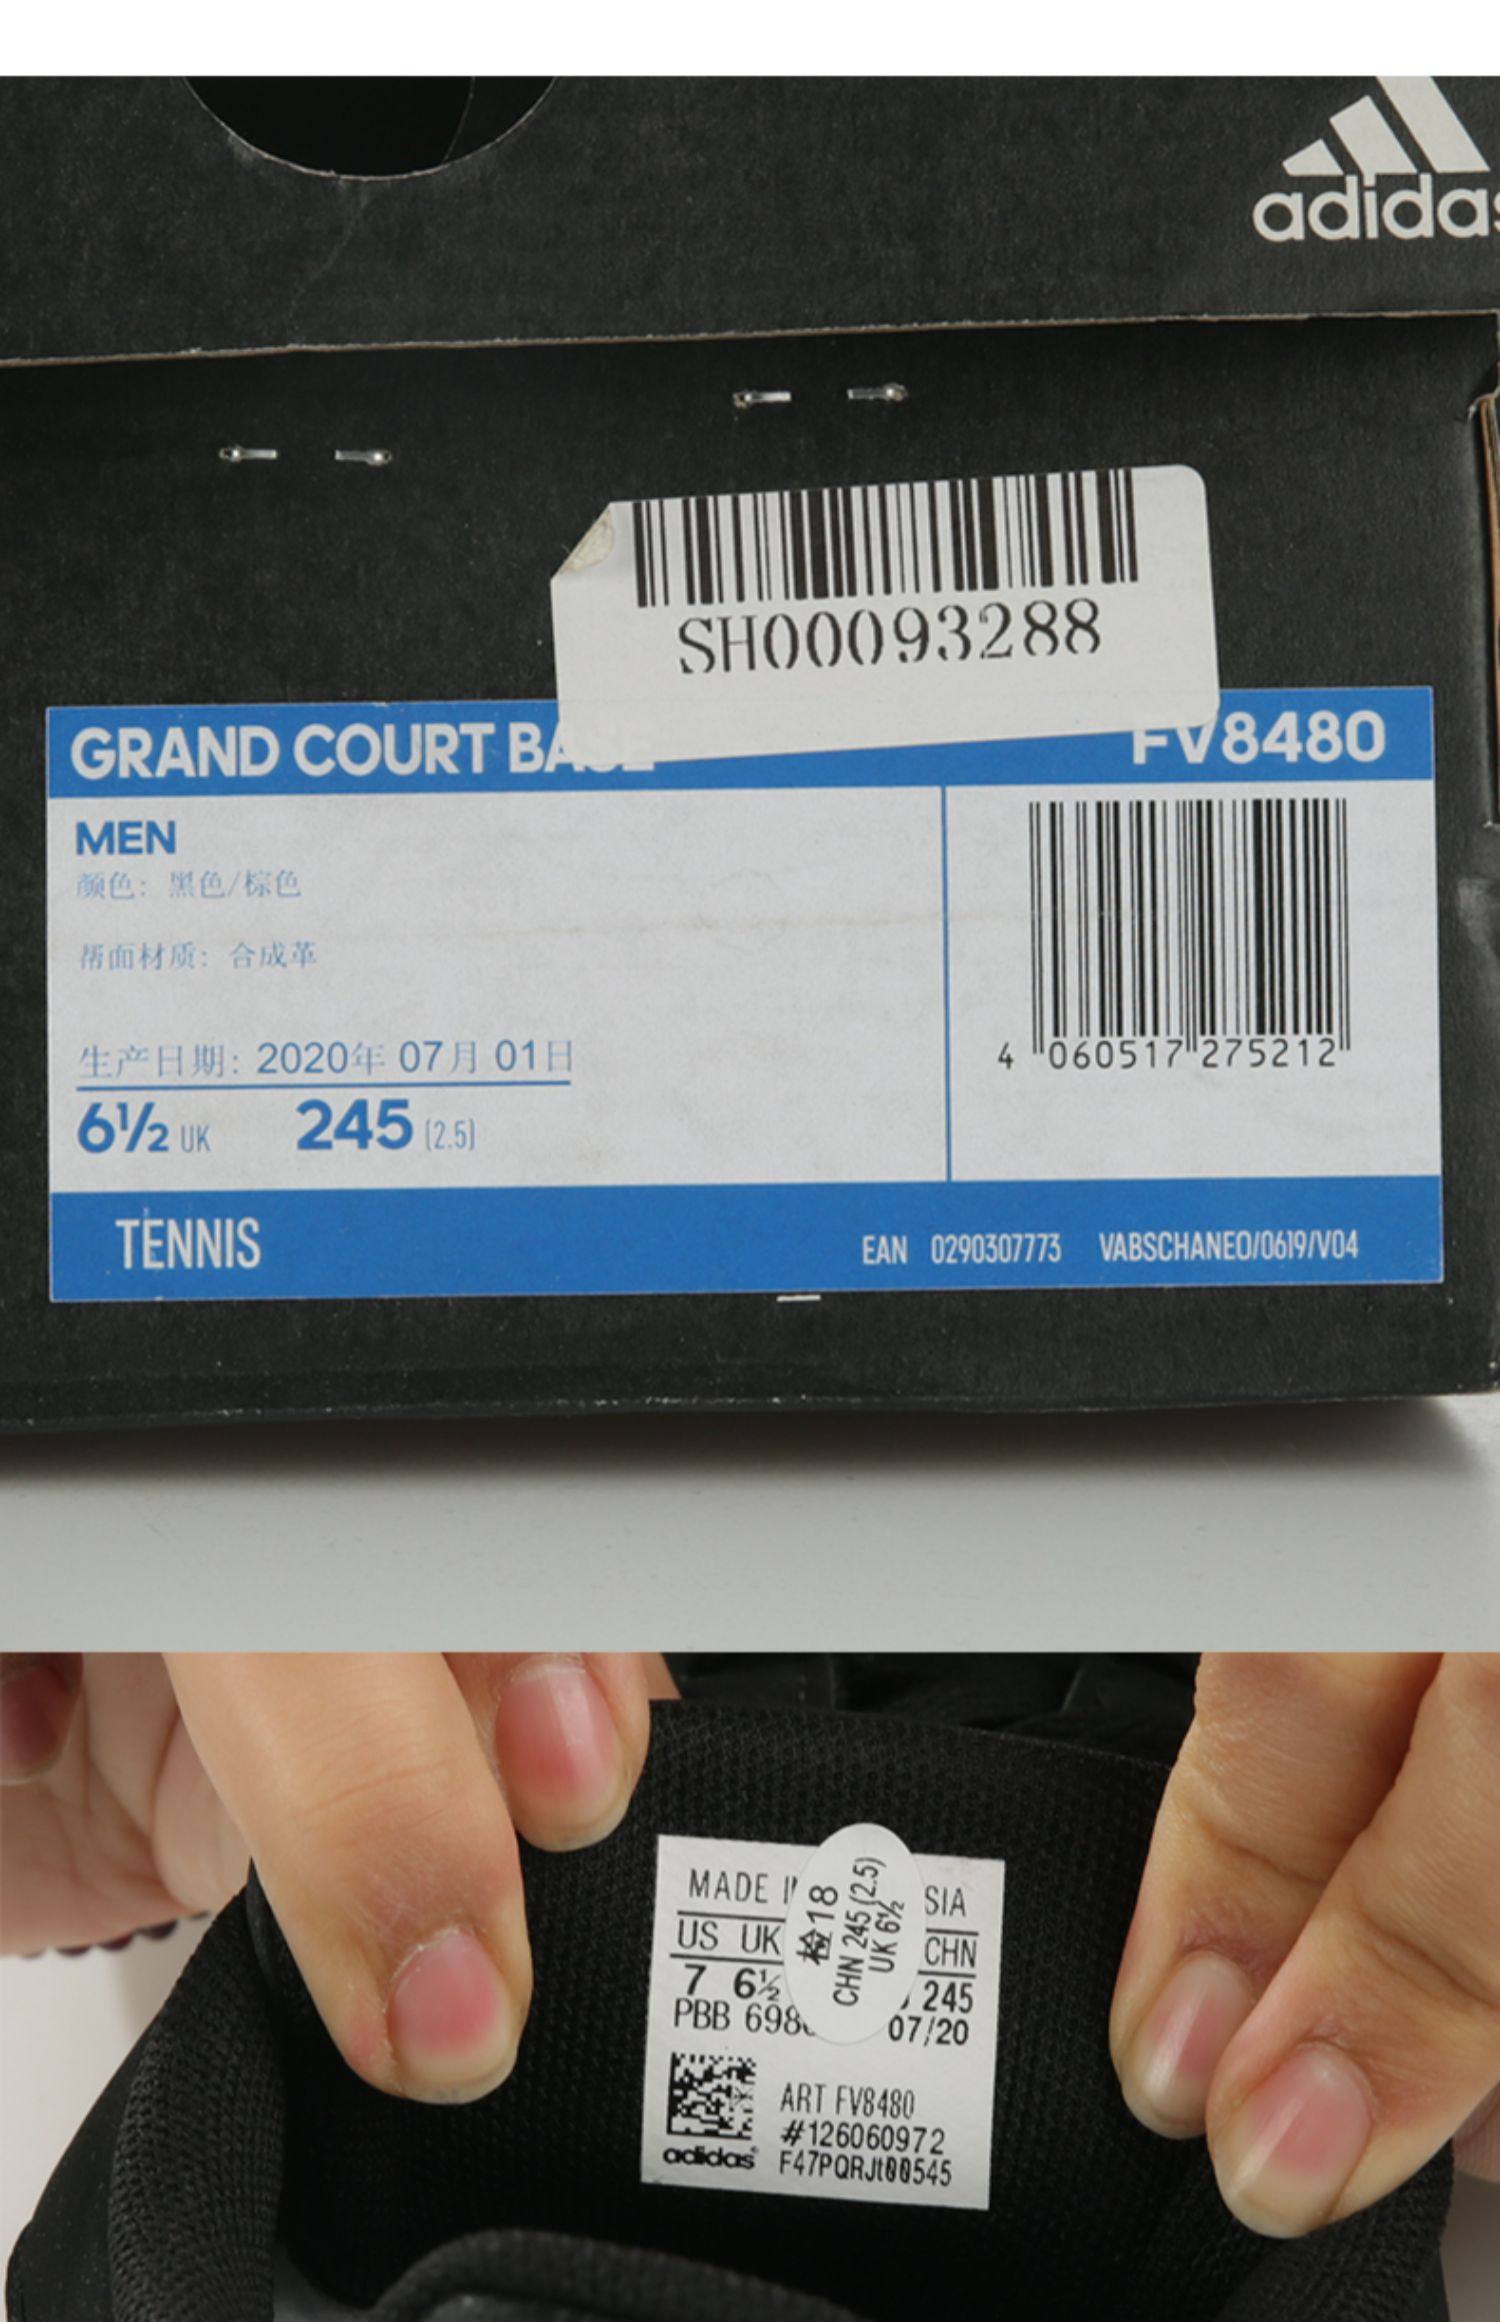 adidas
SH00093288
GRAND COURT BASE
FV8480
MEN
颜色: 黑色/棕色
帮面材质: 合成革
生产日期: 2020年 07月 01日
6½ UK 245 (2.5)
4 060517 275212
TENNIS
EAN 0290307773 VABSCHANEO/0619/V04
MADE SIA
检18
CHN 245 (2.5)
UK 6½
US UK CHN
7 6½ 245
PBB 07/20
ART FV8480
#126060972
adidas
F47PQRJt00545